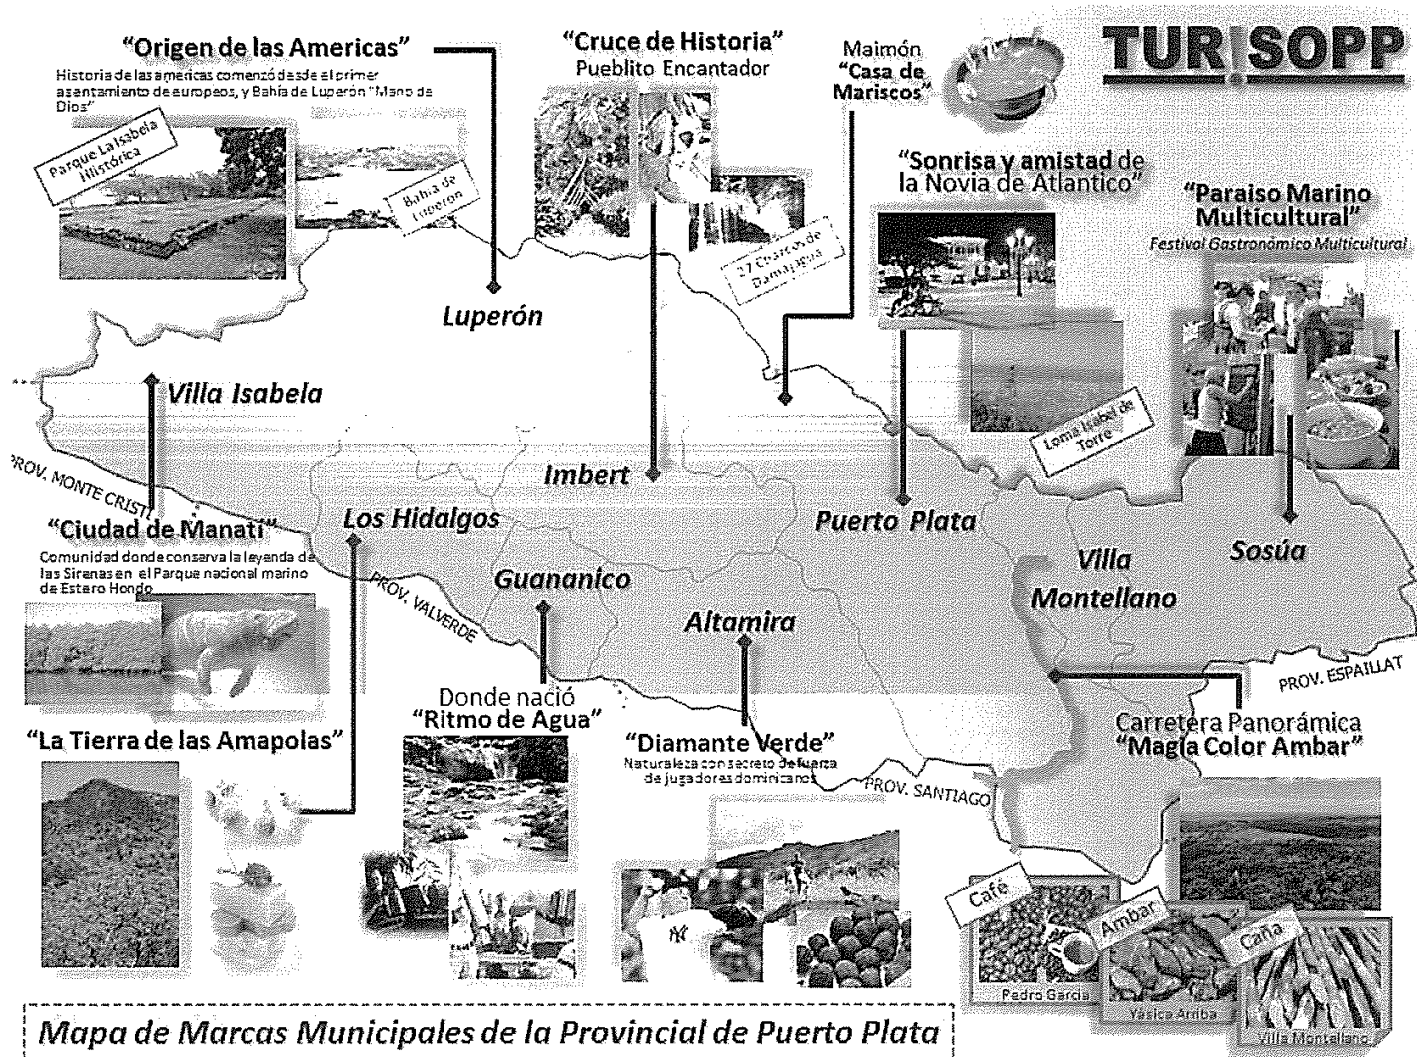 TUR!SOPP
"Origen de las Americas"
Historia de las americas comenzó desde el primer
asentamiento de europeos, y Bahía de Luperón "Mano de
Dios"
Parque La Isabela
Hiistórica
Bahía de
Luperón
"Cruce de Historia"
Pueblito Encantador
27 Charcos de
Damajagua
Maimón
"Casa de
Mariscos"
"Sonrisa y amistad de
la Novia de Atlantico"
Loma Isabel de
Torre
"Paraiso Marino
Multicultural"
Festival Gastronómico Multicultural
Luperón
Villa Isabela
Imbert
Los Hidalgos
Guananico
Altamira
Puerto Plata
Villa
Montellano
Sosúa
PROV. MONTE CRISTI
PROV. VALVERDE
PROV. SANTIAGO
PROV. ESPAILLAT
"Ciudad de Manatí"
Comunidad donde conserva la leyenda de
las Sirenas en el Parque nacional marino
de Estero Hondo
"La Tierra de las Amapolas"
Donde nació
"Ritmo de Agua"
"Diamante Verde"
Naturaleza con secreto de fuerza
de jugadores dominicanos
Carretera Panorámica
"Magía Color Ambar"
Café
Ambar
Caña
Pedro García
Yásica Arriba
Villa Montellano
Mapa de Marcas Municipales de la Provincial de Puerto Plata